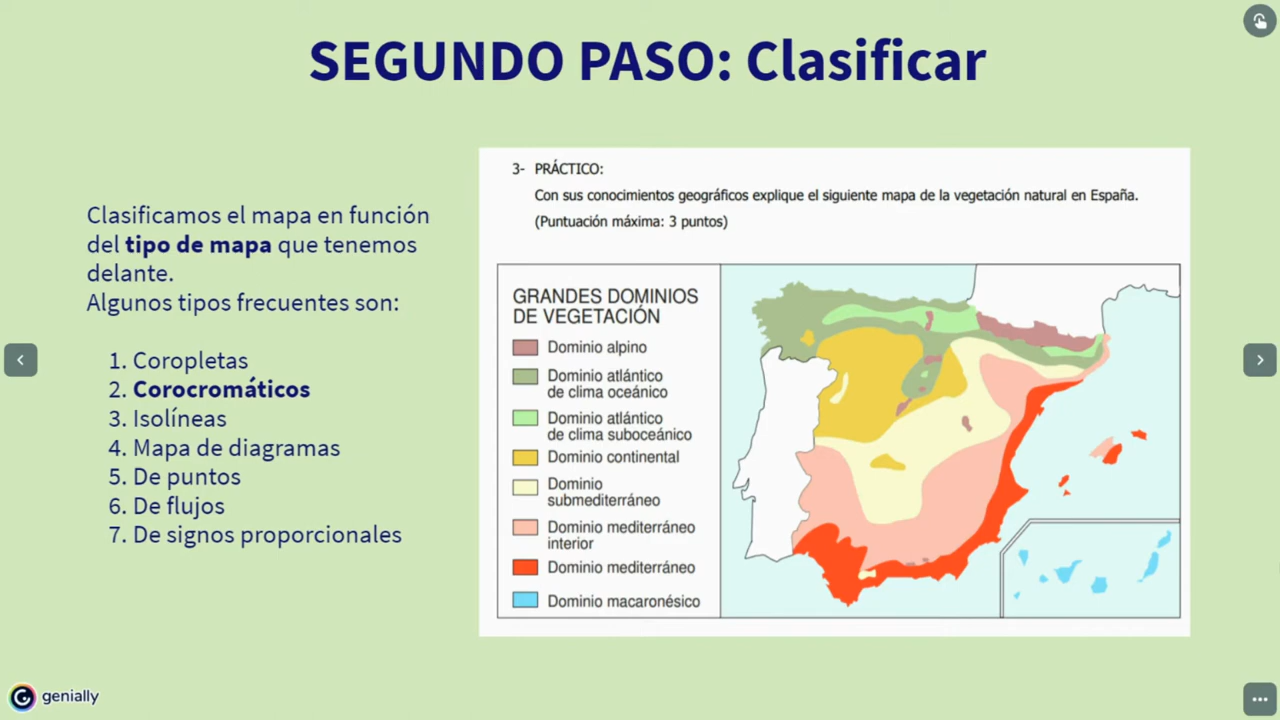 SEGUNDO PASO: Clasificar
Clasificamos el mapa en función
del tipo de mapa que tenemos
delante.
Algunos tipos frecuentes son:
1. Coropletas
2. Corocromáticos
3. Isolíneas
4. Mapa de diagramas
5. De puntos
6. De flujos
7. De signos proporcionales
3- PRÁCTICO:
Con sus conocimientos geográficos explique el siguiente mapa de la vegetación natural en España.
(Puntuación máxima: 3 puntos)
GRANDES DOMINIOS
DE VEGETACIÓN
Dominio alpino
Dominio atlántico
de clima oceánico
Dominio atlántico
de clima suboceánico
Dominio continental
Dominio
submediterráneo
Dominio mediterráneo
interior
Dominio mediterráneo
Dominio macaronésico
genially